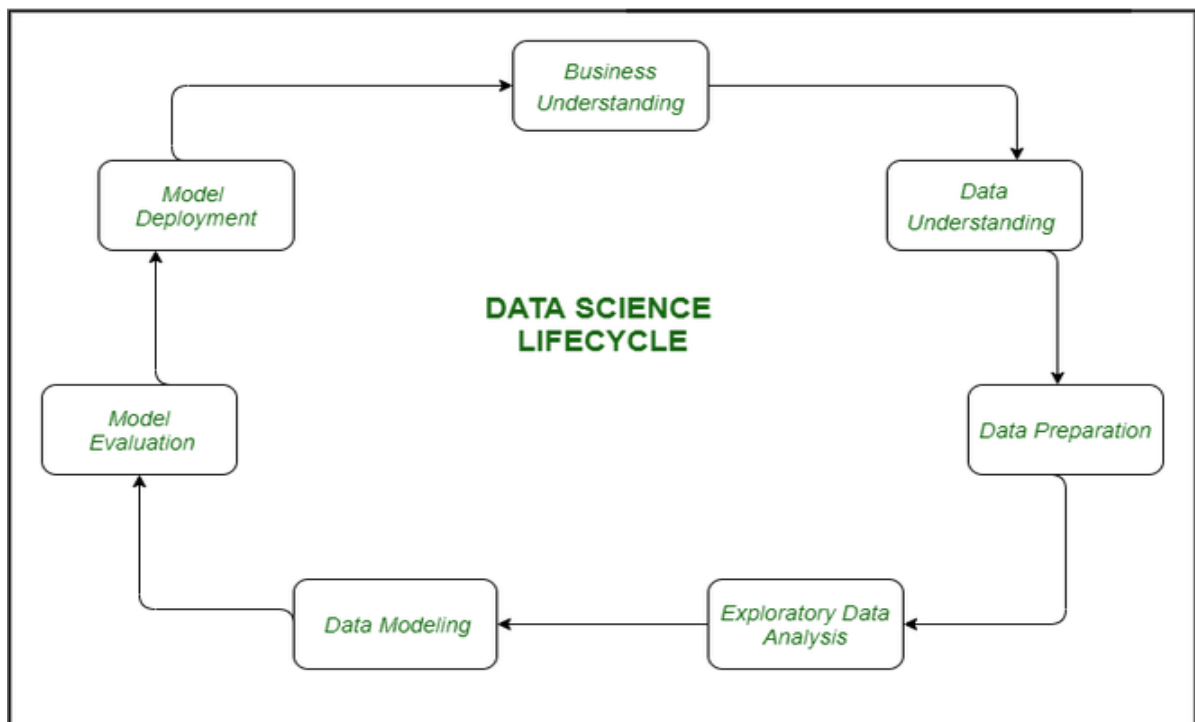 Business
Understanding
Data
Understanding
Data Preparation
Exploratory Data
Analysis
Data Modeling
Model
Evaluation
Model
Deployment
DATA SCIENCE
LIFECYCLE